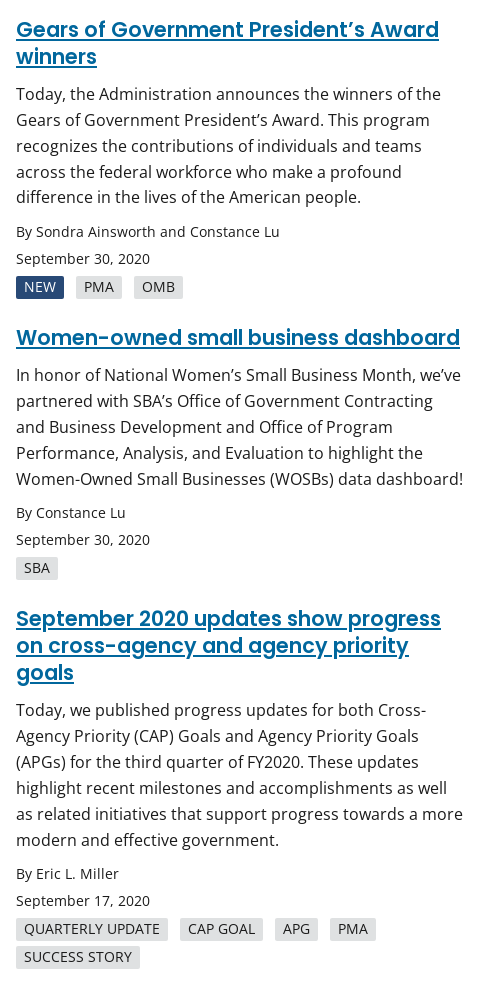 Gears of Government President’s Award
winners
Today, the Administration announces the winners of the
Gears of Government President’s Award. This program
recognizes the contributions of individuals and teams
across the federal workforce who make a profound
difference in the lives of the American people.
By Sondra Ainsworth and Constance Lu
September 30, 2020
NEW PMA OMB
Women-owned small business dashboard
In honor of National Women’s Small Business Month, we’ve
partnered with SBA’s Office of Government Contracting
and Business Development and Office of Program
Performance, Analysis, and Evaluation to highlight the
Women-Owned Small Businesses (WOSBs) data dashboard!
By Constance Lu
September 30, 2020
SBA
September 2020 updates show progress
on cross-agency and agency priority
goals
Today, we published progress updates for both Cross-
Agency Priority (CAP) Goals and Agency Priority Goals
(APGs) for the third quarter of FY2020. These updates
highlight recent milestones and accomplishments as well
as related initiatives that support progress towards a more
modern and effective government.
By Eric L. Miller
September 17, 2020
QUARTERLY UPDATE CAP GOAL APG PMA
SUCCESS STORY